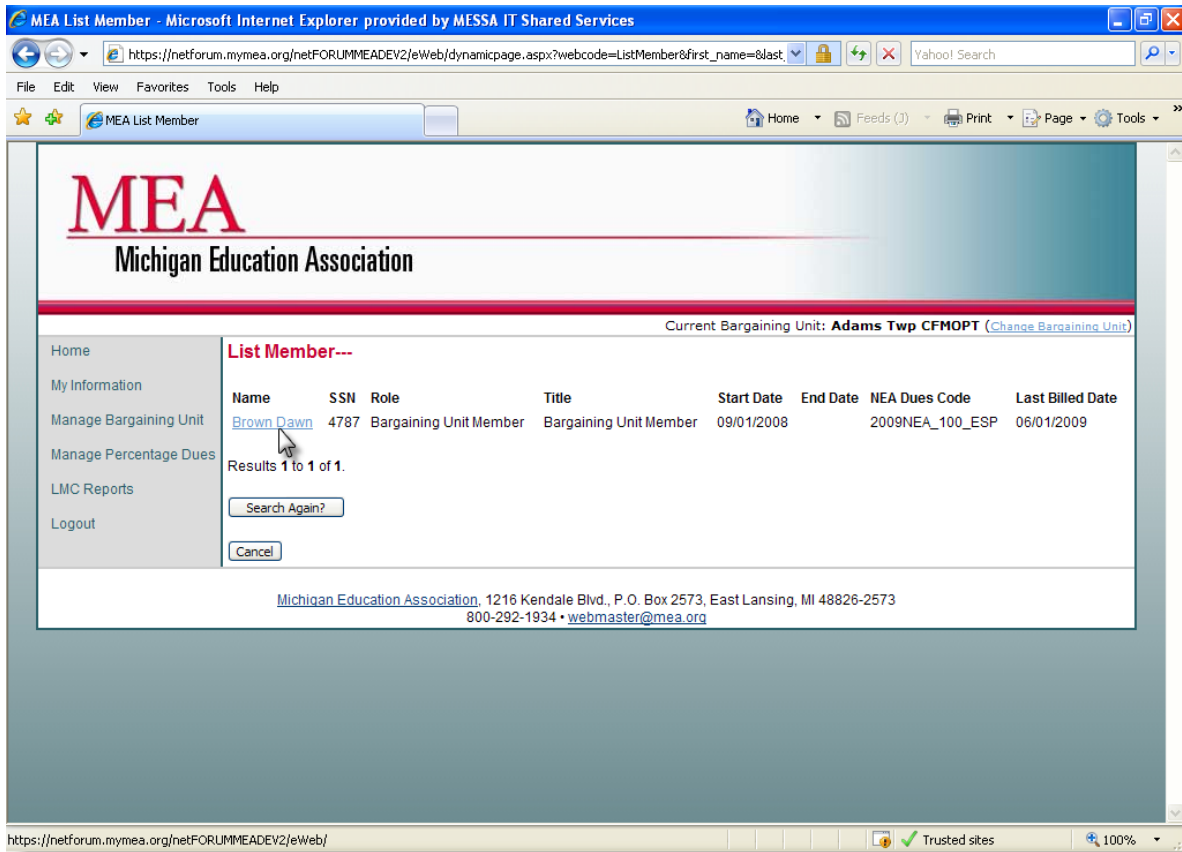 MEA List Member - Microsoft Internet Explorer provided by MESSA IT Shared Services
https://netforum.mymea.org/netFORUMMEADEV2/eWeb/dynamicpage.aspx?webcode=ListMember&first_name=&last_
Yahoo! Search
File Edit View Favorites Tools Help
MEA List Member
Home Feeds (J) Print Page Tools »
MEA
Michigan Education Association
Current Bargaining Unit: Adams Twp CFMOPT (Change Bargaining Unit)
Home
My Information
Manage Bargaining Unit
Manage Percentage Dues
LMC Reports
Logout
List Member---
Name SSN Role Title Start Date End Date NEA Dues Code Last Billed Date
Brown Dawn 4787 Bargaining Unit Member Bargaining Unit Member 09/01/2008 2009NEA_100_ESP 06/01/2009
Results 1 to 1 of 1.
Search Again?
Cancel
Michigan Education Association, 1216 Kendale Blvd., P.O. Box 2573, East Lansing, MI 48826-2573
800-292-1934 • webmaster@mea.org
https://netforum.mymea.org/netFORUMMEADEV2/eWeb/
Trusted sites
100%